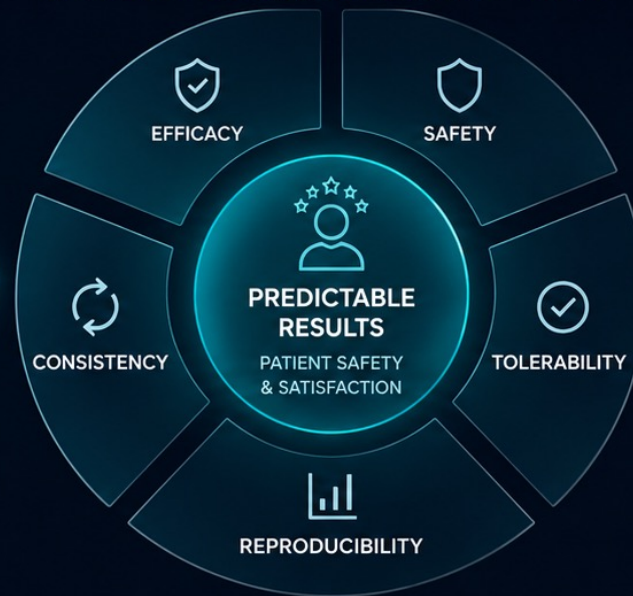 EFFICACY
SAFETY
PREDICTABLE
RESULTS
PATIENT SAFETY
& SATISFACTION
CONSISTENCY
TOLERABILITY
REPRODUCIBILITY